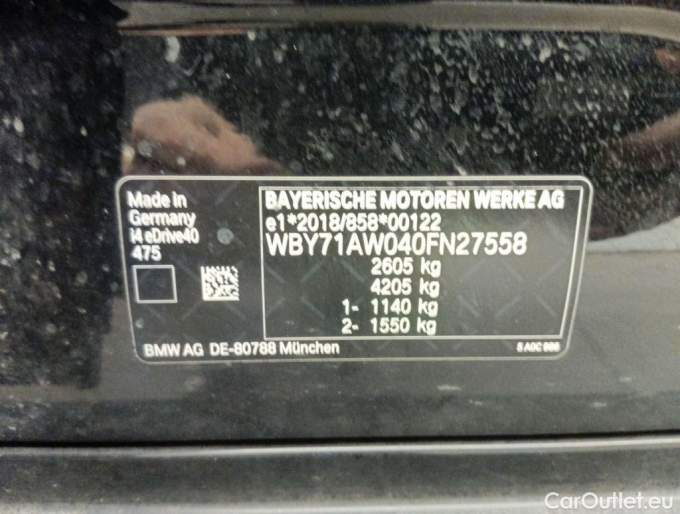 Made in
Germany
I4 eDrive40
475
BAYERISCHE MOTOREN WERKE AG
e1*2018/858*00122
WBY71AW040FN27558
2605 kg
4205 kg
1- 1140 kg
2- 1550 kg
BMW AG DE-80788 München
CarOutlet.eu